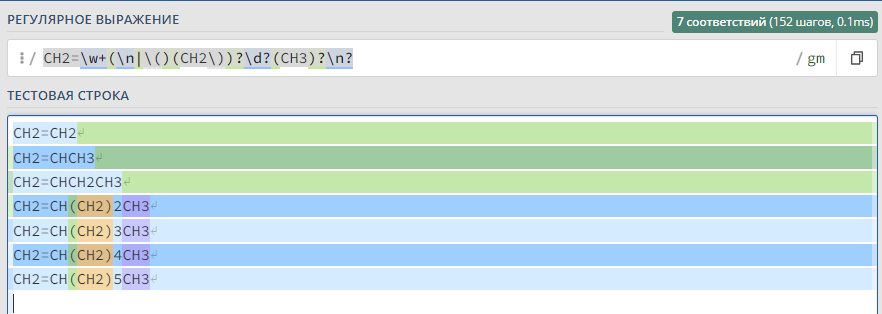 РЕГУЛЯРНОЕ ВЫРАЖЕНИЕ
7 соответствий (152 шагов, 0.1ms)
/ CH2=\w+(\n|\()(CH2\))?\d?(CH3)?\n? / gm
ТЕСТОВАЯ СТРОКА
CH2=CH2
CH2=CHCH3
CH2=CHCH2CH3
CH2=CH(CH2)2CH3
CH2=CH(CH2)3CH3
CH2=CH(CH2)4CH3
CH2=CH(CH2)5CH3